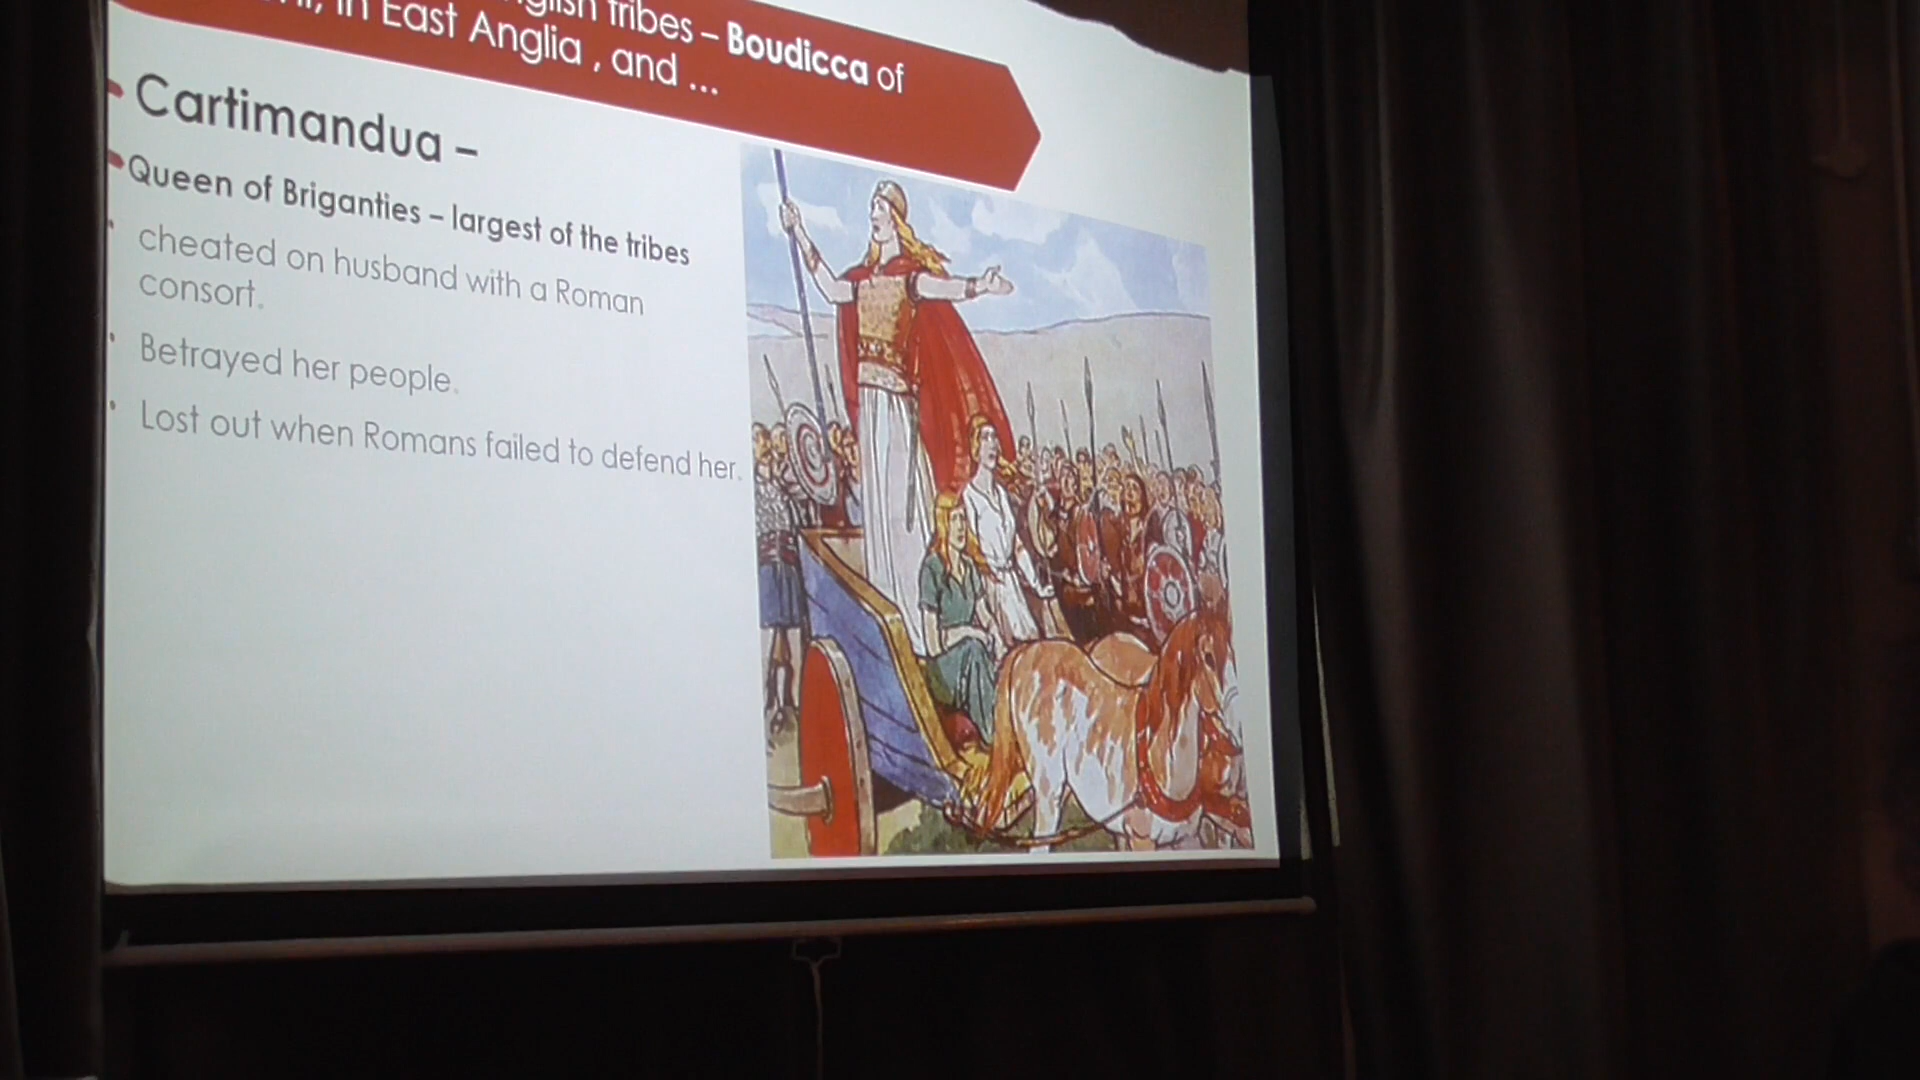 tribes – Boudicca of
in East Anglia , and ...
Cartimandua –
Queen of Briganties – largest of the tribes
cheated on husband with a Roman
consort.
Betrayed her people.
Lost out when Romans failed to defend her.